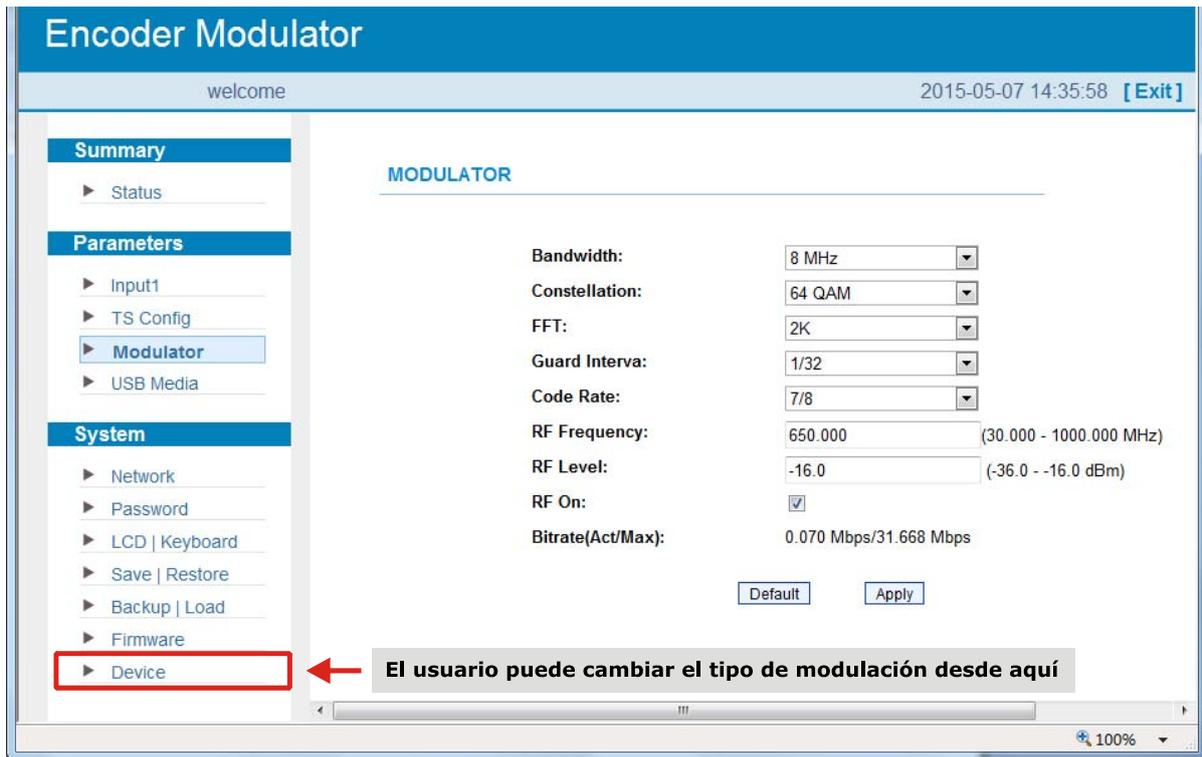 Encoder Modulator
welcome
2015-05-07 14:35:58 [Exit]
Summary
Status
Parameters
Input1
TS Config
Modulator
USB Media
System
Network
Password
LCD | Keyboard
Save | Restore
Backup | Load
Firmware
Device
MODULATOR
Bandwidth: 8 MHz
Constellation: 64 QAM
FFT: 2K
Guard Interva: 1/32
Code Rate: 7/8
RF Frequency: 650.000 (30.000 - 1000.000 MHz)
RF Level: -16.0 (-36.0 - -16.0 dBm)
RF On:
Bitrate(Act/Max): 0.070 Mbps/31.668 Mbps
Default Apply
El usuario puede cambiar el tipo de modulación desde aquí
100%